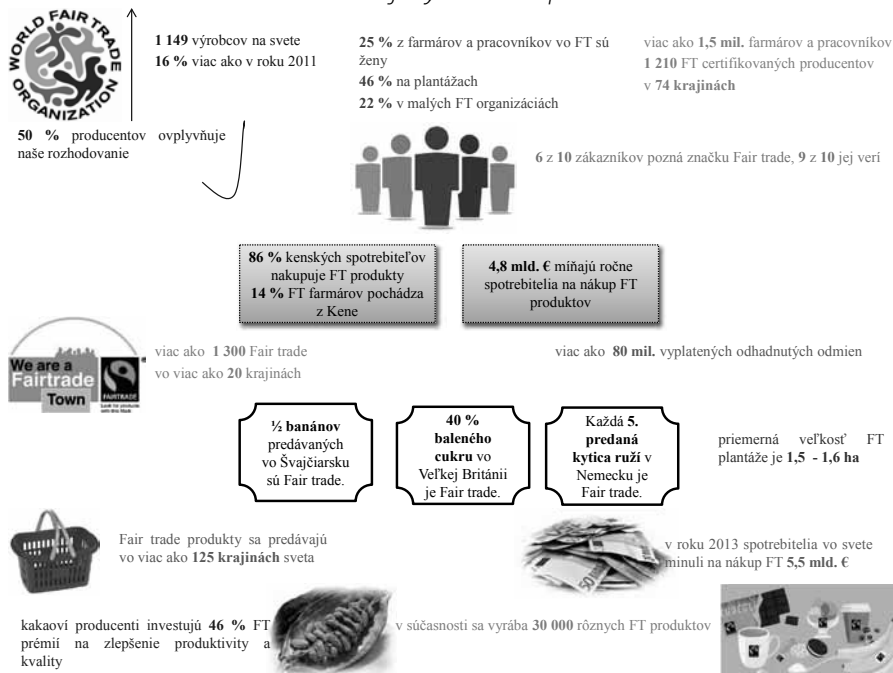 WORLD FAIR TRADE ORGANIZATION
1 149 výrobcov na svete
16 % viac ako v roku 2011
25 % z farmárov a pracovníkov vo FT sú
ženy
46 % na plantážach
22 % v malých FT organizáciách
viac ako 1,5 mil. farmárov a pracovníkov
1 210 FT certifikovaných producentov
v 74 krajinách
50 % producentov ovplyvňuje
naše rozhodovanie
6 z 10 zákazníkov pozná značku Fair trade, 9 z 10 jej verí
86 % kenských spotrebiteľov
nakupuje FT produkty
14 % FT farmárov pochádza
z Kene
4,8 mld. € míňajú ročne
spotrebitelia na nákup FT
produktov
We are a
Fairtrade
Town
FAIRTRADE
Look for products
with this Mark
viac ako 1 300 Fair trade
vo viac ako 20 krajinách
viac ako 80 mil. vyplatených odhadnutých odmien
½ banánov
predávaných
vo Švajčiarsku
sú Fair trade.
40 %
baleného
cukru vo
Veľkej Británii
je Fair trade.
Každá 5.
predaná
kytica ruží v
Nemecku je
Fair trade.
priemerná veľkosť FT
plantáže je 1,5 - 1,6 ha
Fair trade produkty sa predávajú
vo viac ako 125 krajinách sveta
v roku 2013 spotrebitelia vo svete
minuli na nákup FT 5,5 mld. €
50
kakaoví producenti investujú 46 % FT
prémií na zlepšenie produktivity a
kvality
v súčasnosti sa vyrába 30 000 rôznych FT produktov